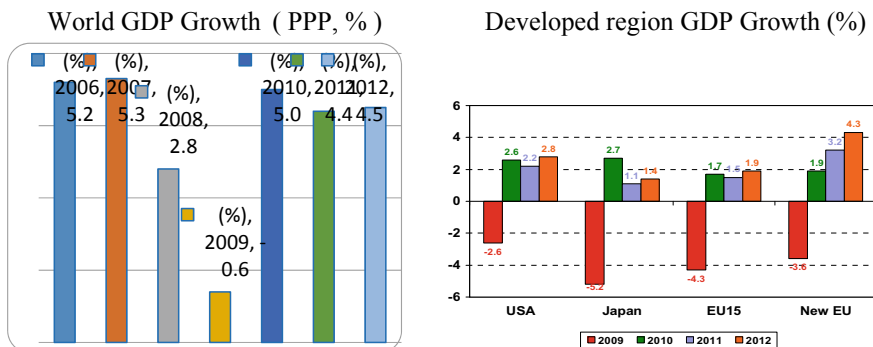 World GDP Growth ( PPP, % )
(%), 2006, 5.2
(%), 2007, 5.3
(%), 2008, 2.8
(%), 2009, -0.6
(%), 2010, 5.0
(%), 2011, 4.4
(%), 2012, 4.5
Developed region GDP Growth (%)
6
4
2
0
-2
-4
-6
2.6
2.2
2.8
-2.6
2.7
1.1
1.4
-5.2
1.7
1.5
1.9
-4.3
1.9
3.2
4.3
-3.6
USA Japan EU15 New EU
2009 2010 2011 2012